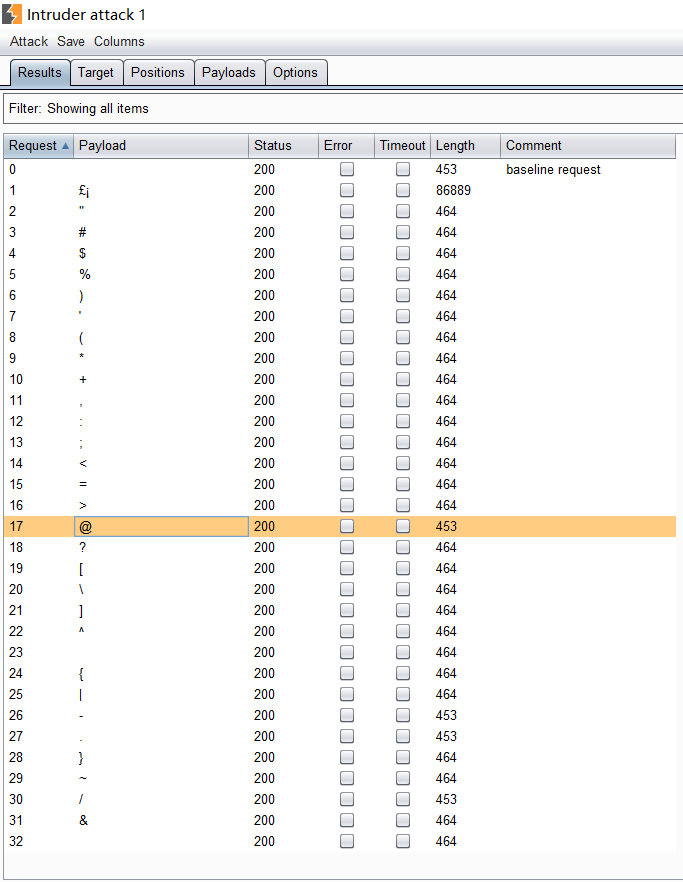 Intruder attack 1
Attack Save Columns
Results Target Positions Payloads Options
Filter: Showing all items
Request Payload Status Error Timeout Length Comment
0 200 453 baseline request
1 £¡ 200 86889
2 " 200 464
3 # 200 464
4 $ 200 464
5 % 200 464
6 ) 200 464
7 ' 200 464
8 ( 200 464
9 * 200 464
10 + 200 464
11 , 200 464
12 : 200 464
13 ; 200 464
14 < 200 464
15 = 200 464
16 > 200 464
17 @ 200 453
18 ? 200 464
19 [ 200 464
20 \ 200 464
21 ] 200 464
22 ^ 200 464
23 200 464
24 { 200 464
25 | 200 464
26 - 200 453
27 . 200 453
28 } 200 464
29 ~ 200 464
30 / 200 453
31 & 200 464
32 200 464